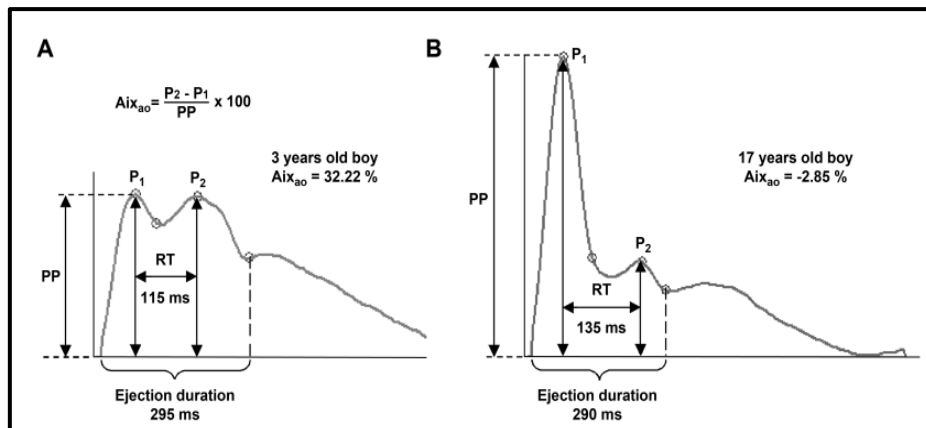 A
Aix_ao = P₂ - P₁ / PP x 100
3 years old boy
Aix_ao = 32.22 %
P₁
P₂
PP
RT
115 ms
Ejection duration
295 ms
B
P₁
17 years old boy
Aix_ao = -2.85 %
PP
P₂
RT
135 ms
Ejection duration
290 ms